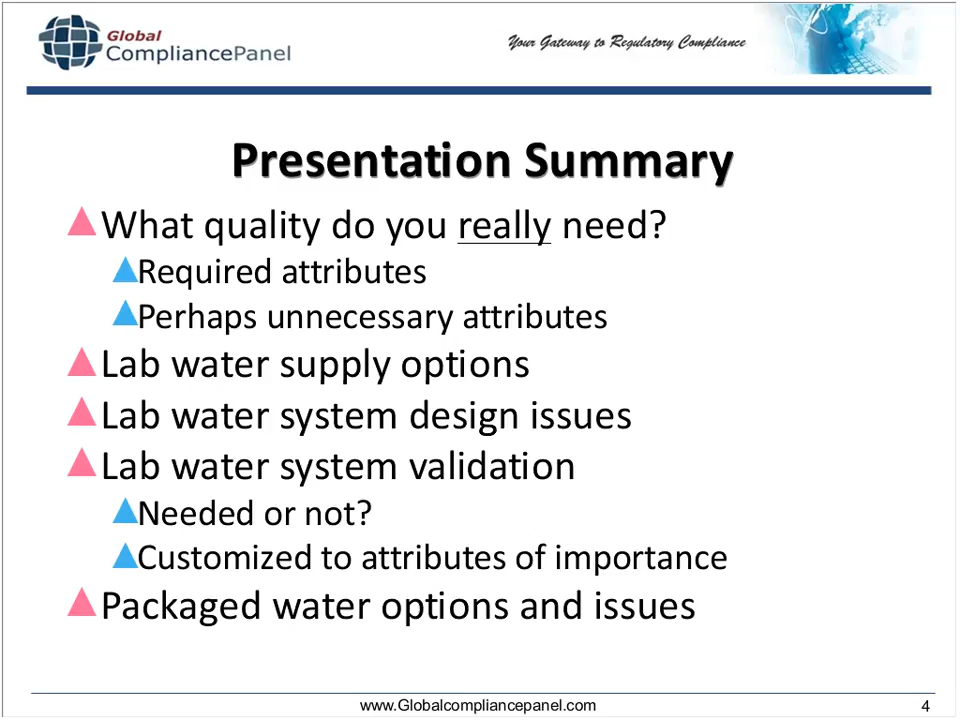 Global
CompliancePanel
Your Gateway to Regulatory Compliance
Presentation Summary
What quality do you really need?
Required attributes
Perhaps unnecessary attributes
Lab water supply options
Lab water system design issues
Lab water system validation
Needed or not?
Customized to attributes of importance
Packaged water options and issues
www.Globalcompliancepanel.com
4